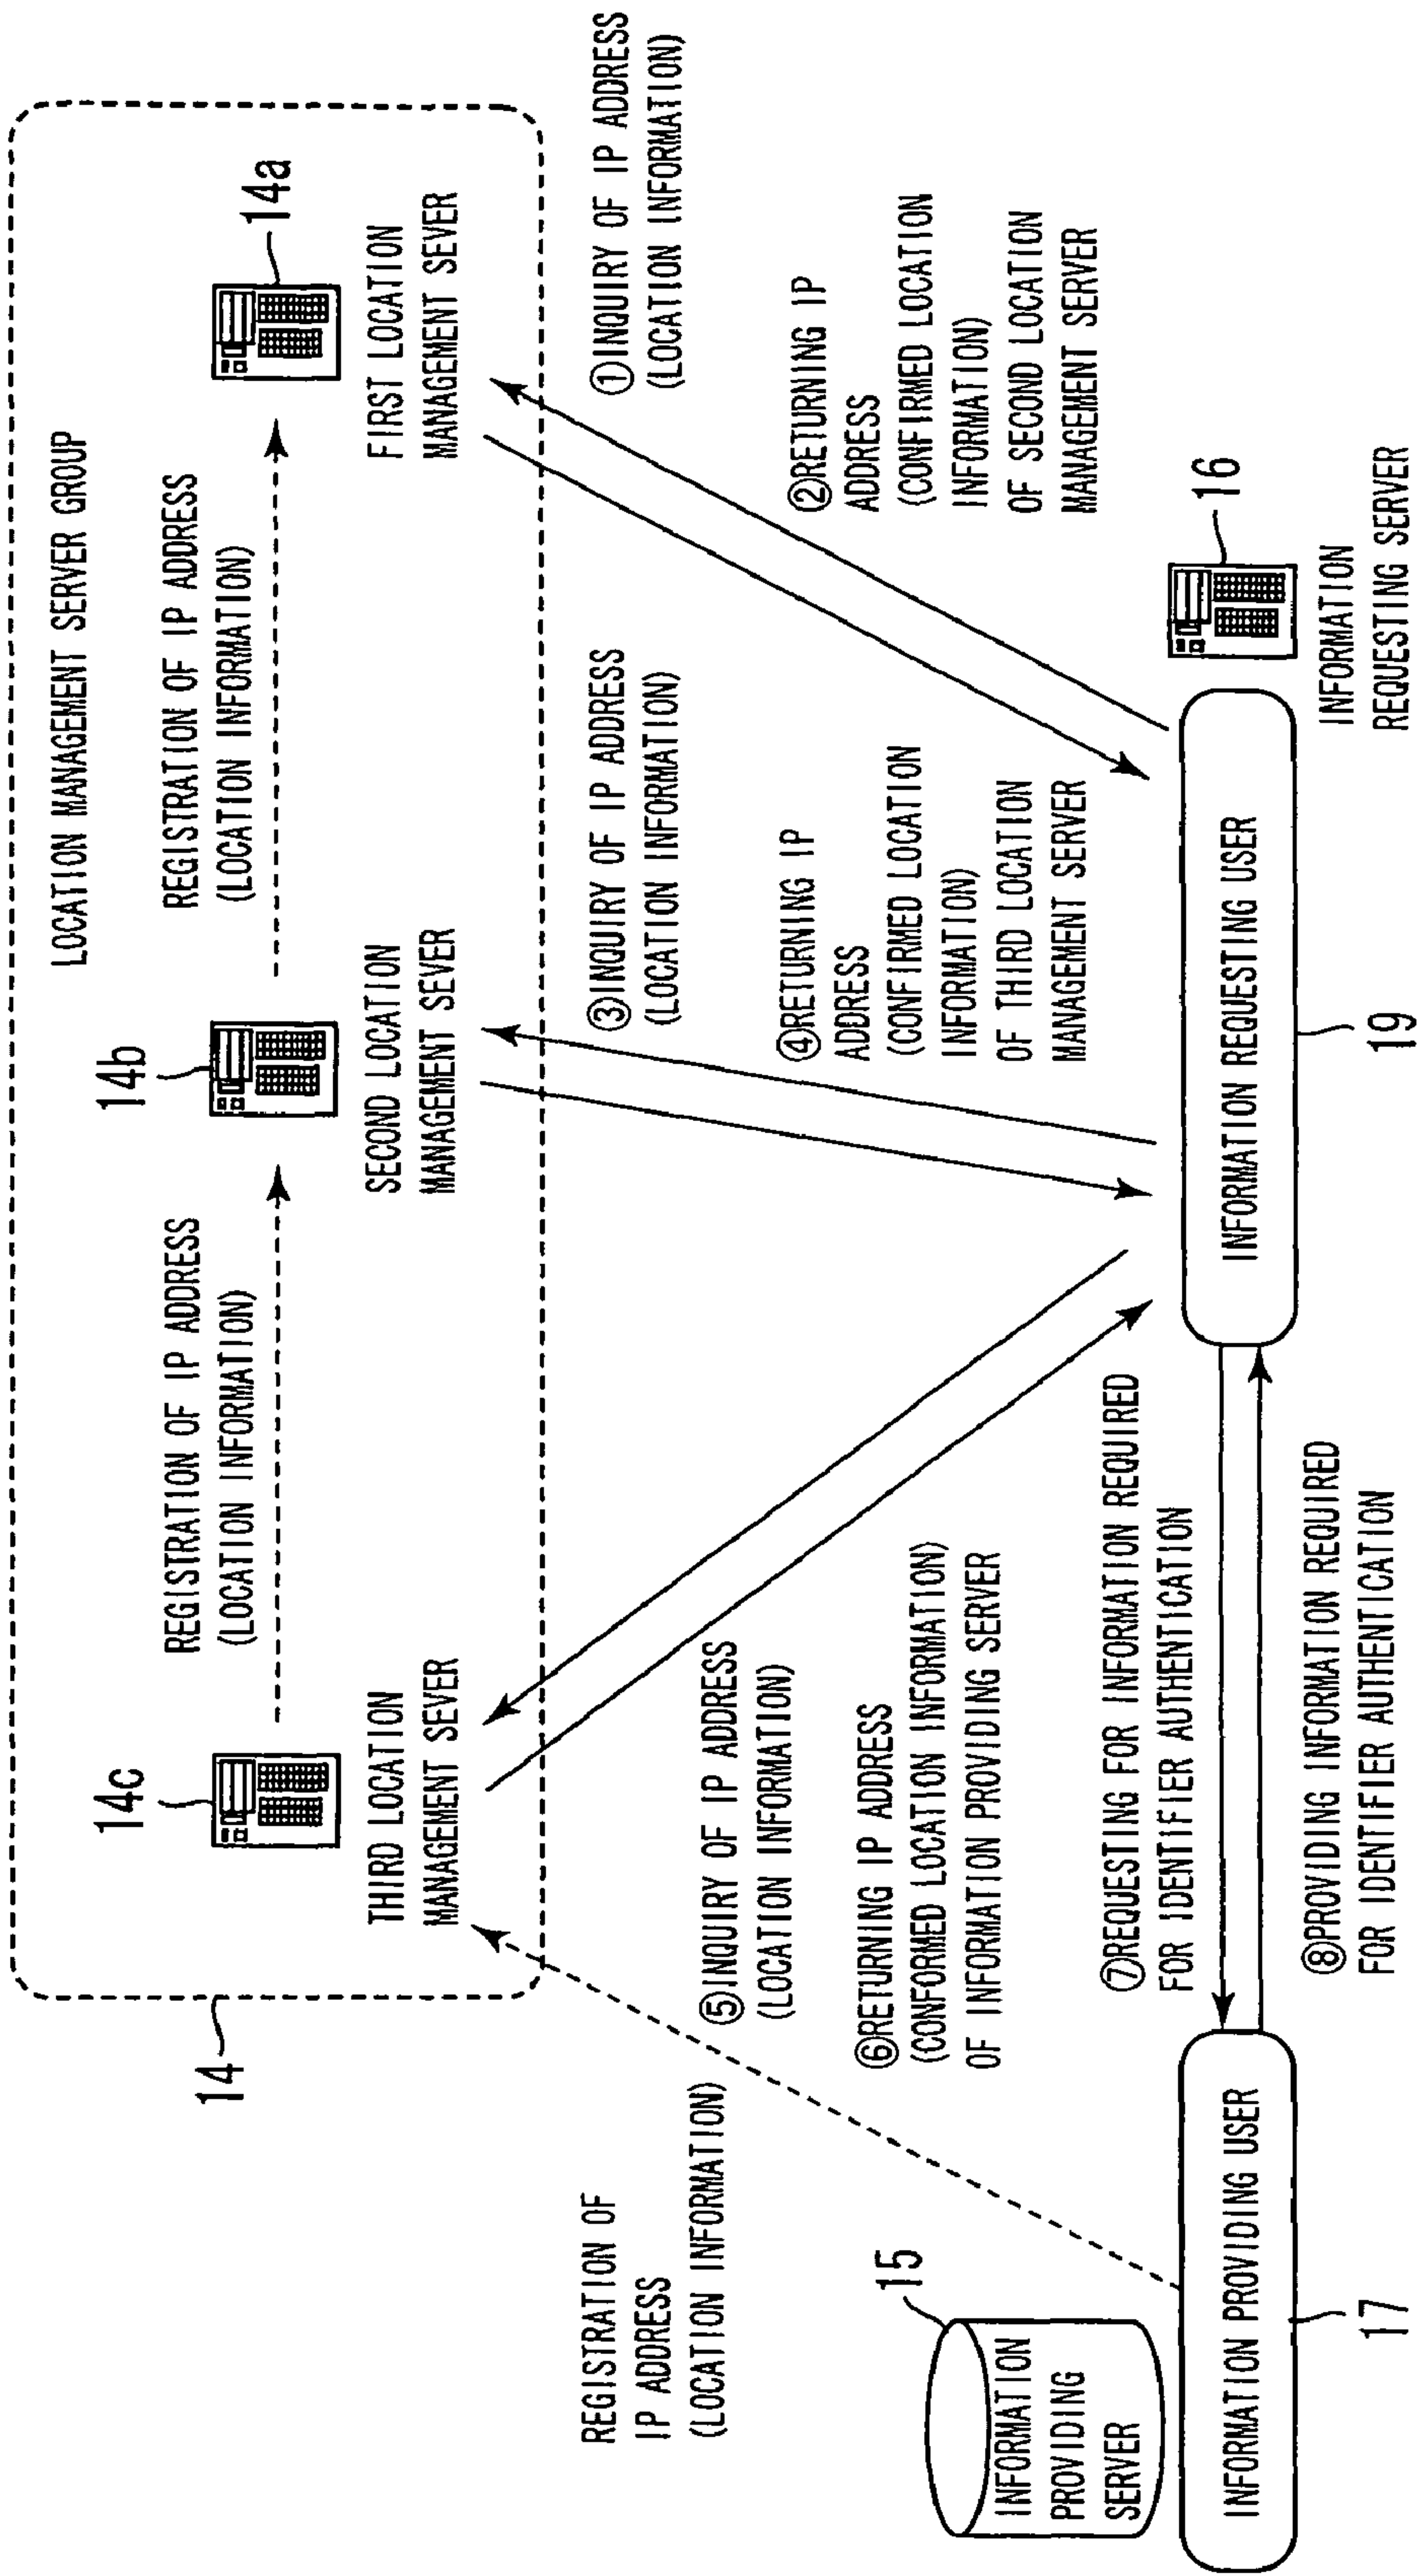 LOCATION MANAGEMENT SERVER GROUP
14
14c
14b
14a
REGISTRATION OF IP ADDRESS
(LOCATION INFORMATION)
REGISTRATION OF IP ADDRESS
(LOCATION INFORMATION)
THIRD LOCATION
MANAGEMENT SEVER
SECOND LOCATION
MANAGEMENT SEVER
FIRST LOCATION
MANAGEMENT SEVER
REGISTRATION OF
IP ADDRESS
(LOCATION INFORMATION)
①INQUIRY OF IP ADDRESS
(LOCATION INFORMATION)
②RETURNING IP
ADDRESS
(CONFIRMED LOCATION
INFORMATION)
OF SECOND LOCATION
MANAGEMENT SERVER
③INQUIRY OF IP ADDRESS
(LOCATION INFORMATION)
④RETURNING IP
ADDRESS
(CONFIRMED LOCATION
INFORMATION)
OF THIRD LOCATION
MANAGEMENT SERVER
⑤INQUIRY OF IP ADDRESS
(LOCATION INFORMATION)
⑥RETURNING IP ADDRESS
(CONFORMED LOCATION INFORMATION)
OF INFORMATION PROVIDING SERVER
⑦REQUESTING FOR INFORMATION REQUIRED
FOR IDENTIFIER AUTHENTICATION
⑧PROVIDING INFORMATION REQUIRED
FOR IDENTIFIER AUTHENTICATION
15
INFORMATION
PROVIDING
SERVER
INFORMATION PROVIDING USER
17
INFORMATION REQUESTING USER
19
16
INFORMATION
REQUESTING SERVER